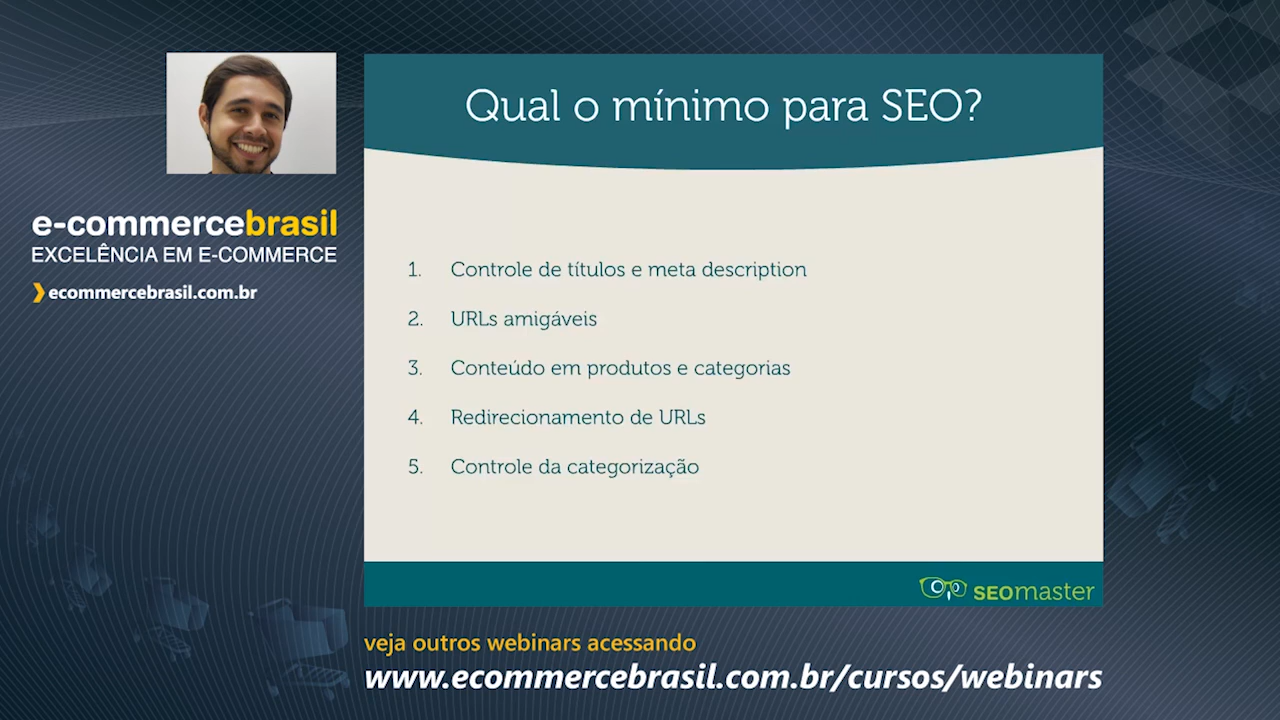 e-commercebrasil
EXCELÊNCIA EM E-COMMERCE
ecommercebrasil.com.br
Qual o mínimo para SEO?
1. Controle de títulos e meta description
2. URLs amigáveis
3. Conteúdo em produtos e categorias
4. Redirecionamento de URLs
5. Controle da categorização
SEOmaster
veja outros webinars acessando
www.ecommercebrasil.com.br/cursos/webinars